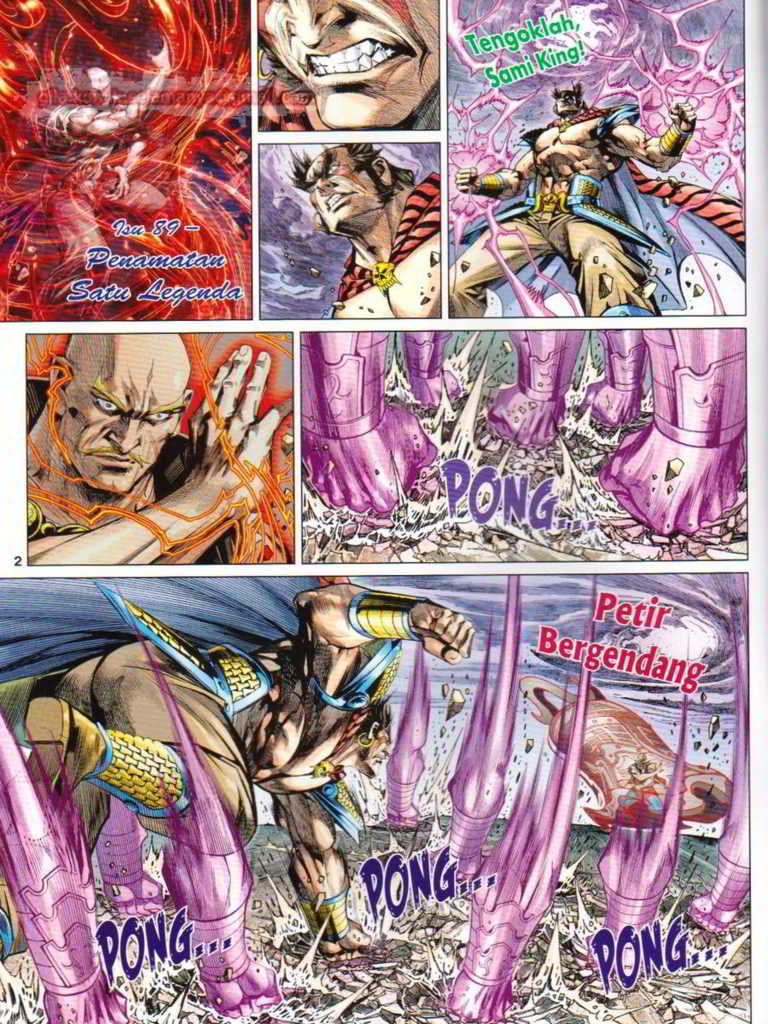 Isu 89 –
Penamatan
Satu Legenda
Tengoklah,
Sami King!
PONG...
2
Petir
Bergendang
PONG...
PONG...
PONG...